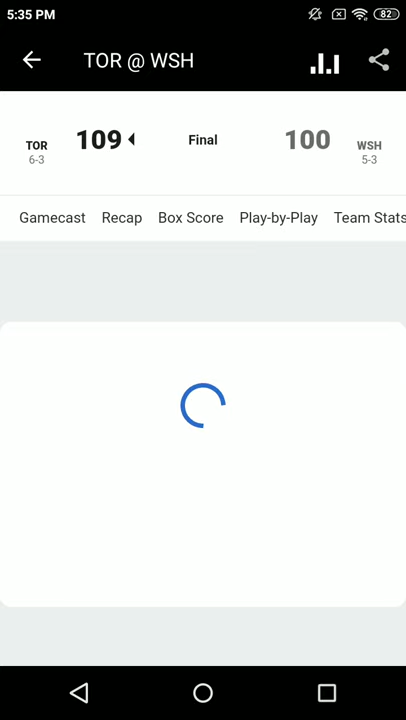 5:35 PM 82
TOR @ WSH
TOR 109 Final 100 WSH
6-3 5-3
Gamecast Recap Box Score Play-by-Play Team Stats